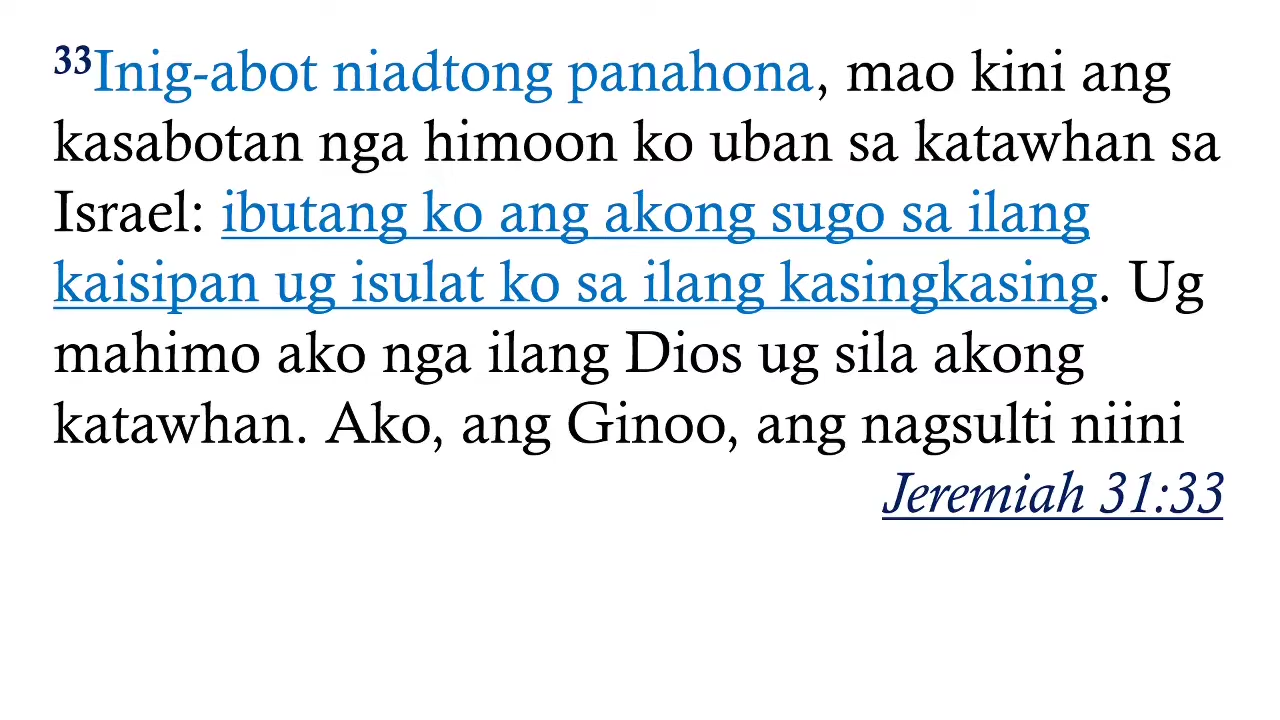 33Inig-abot niadtong panahona, mao kini ang
kasabotan nga himoon ko uban sa katawhan sa
Israel: ibutang ko ang akong sugo sa ilang
kaisipan ug isulat ko sa ilang kasingkasing. Ug
mahimo ako nga ilang Dios ug sila akong
katawhan. Ako, ang Ginoo, ang nagsulti niini
Jeremiah 31:33